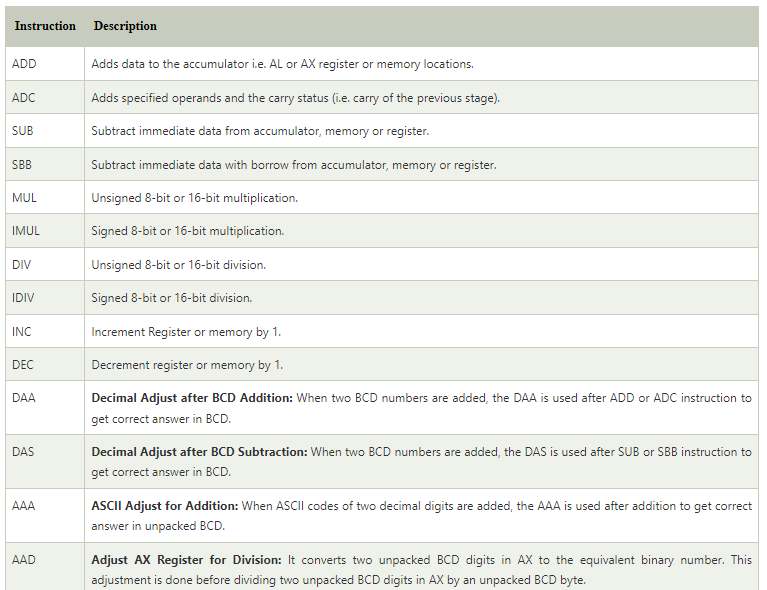 Instruction Description
ADD Adds data to the accumulator i.e. AL or AX register or memory locations.
ADC Adds specified operands and the carry status (i.e. carry of the previous stage).
SUB Subtract immediate data from accumulator, memory or register.
SBB Subtract immediate data with borrow from accumulator, memory or register.
MUL Unsigned 8-bit or 16-bit multiplication.
IMUL Signed 8-bit or 16-bit multiplication.
DIV Unsigned 8-bit or 16-bit division.
IDIV Signed 8-bit or 16-bit division.
INC Increment Register or memory by 1.
DEC Decrement register or memory by 1.
DAA Decimal Adjust after BCD Addition: When two BCD numbers are added, the DAA is used after ADD or ADC instruction to
get correct answer in BCD.
DAS Decimal Adjust after BCD Subtraction: When two BCD numbers are added, the DAS is used after SUB or SBB instruction to
get correct answer in BCD.
AAA ASCII Adjust for Addition: When ASCII codes of two decimal digits are added, the AAA is used after addition to get correct
answer in unpacked BCD.
AAD Adjust AX Register for Division: It converts two unpacked BCD digits in AX to the equivalent binary number. This
adjustment is done before dividing two unpacked BCD digits in AX by an unpacked BCD byte.